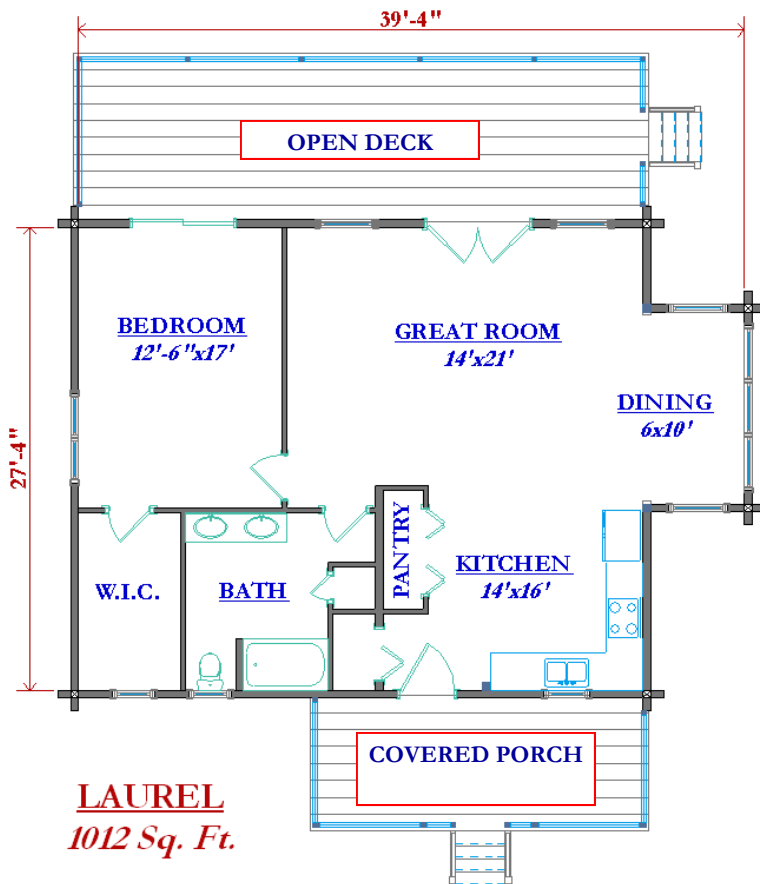 39'-4"
OPEN DECK
BEDROOM
12'-6"x17'
GREAT ROOM
14'x21'
DINING
6x10'
27'-4"
W.I.C.
BATH
PANTRY
KITCHEN
14'x16'
COVERED PORCH
LAUREL
1012 Sq. Ft.